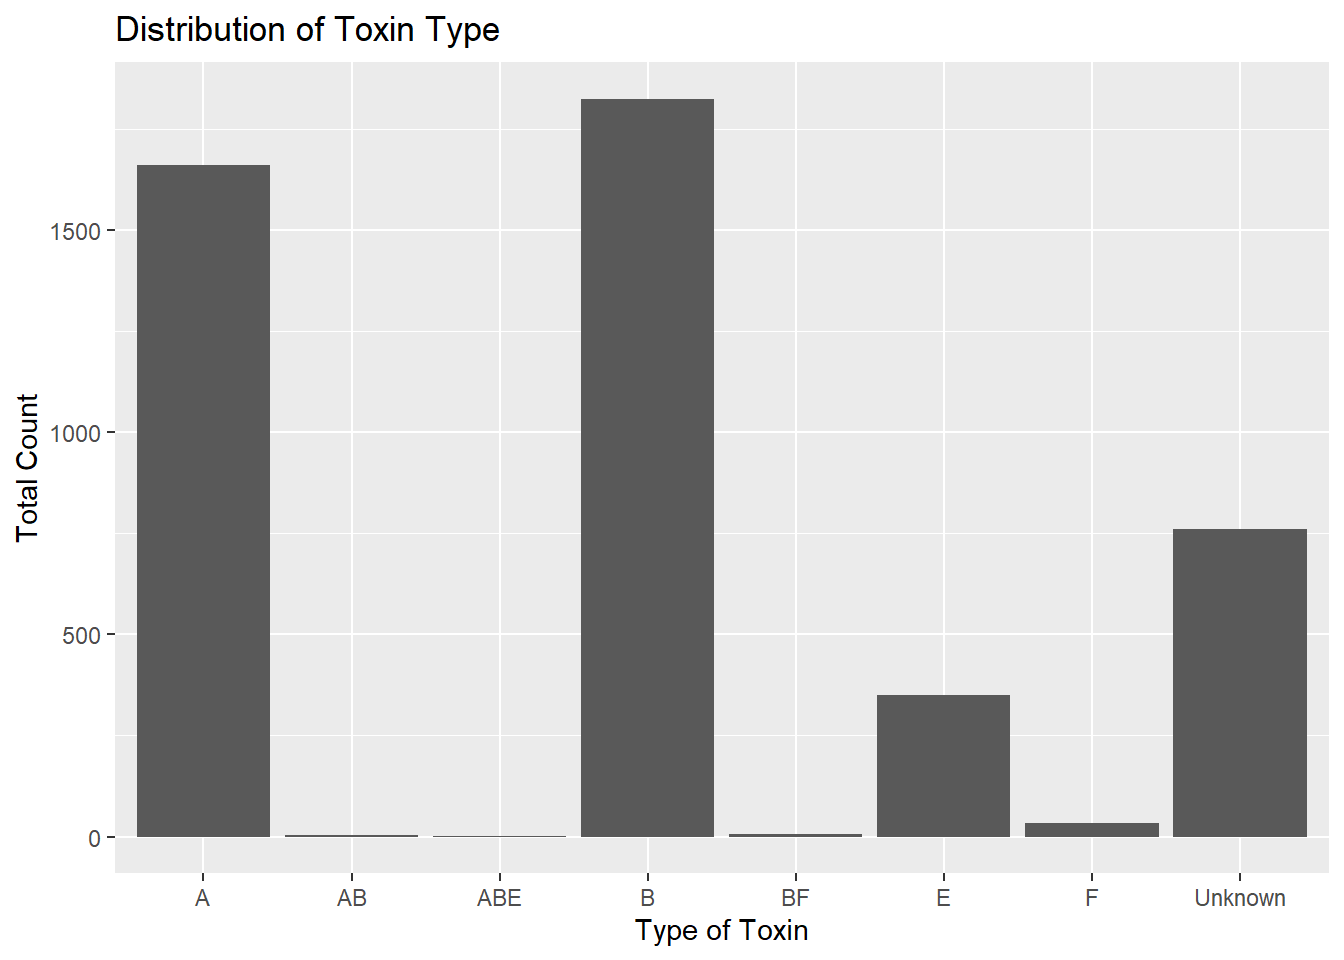 Distribution of Toxin Type
Total Count
1500
1000
500
0
A AB ABE B BF E F Unknown
Type of Toxin